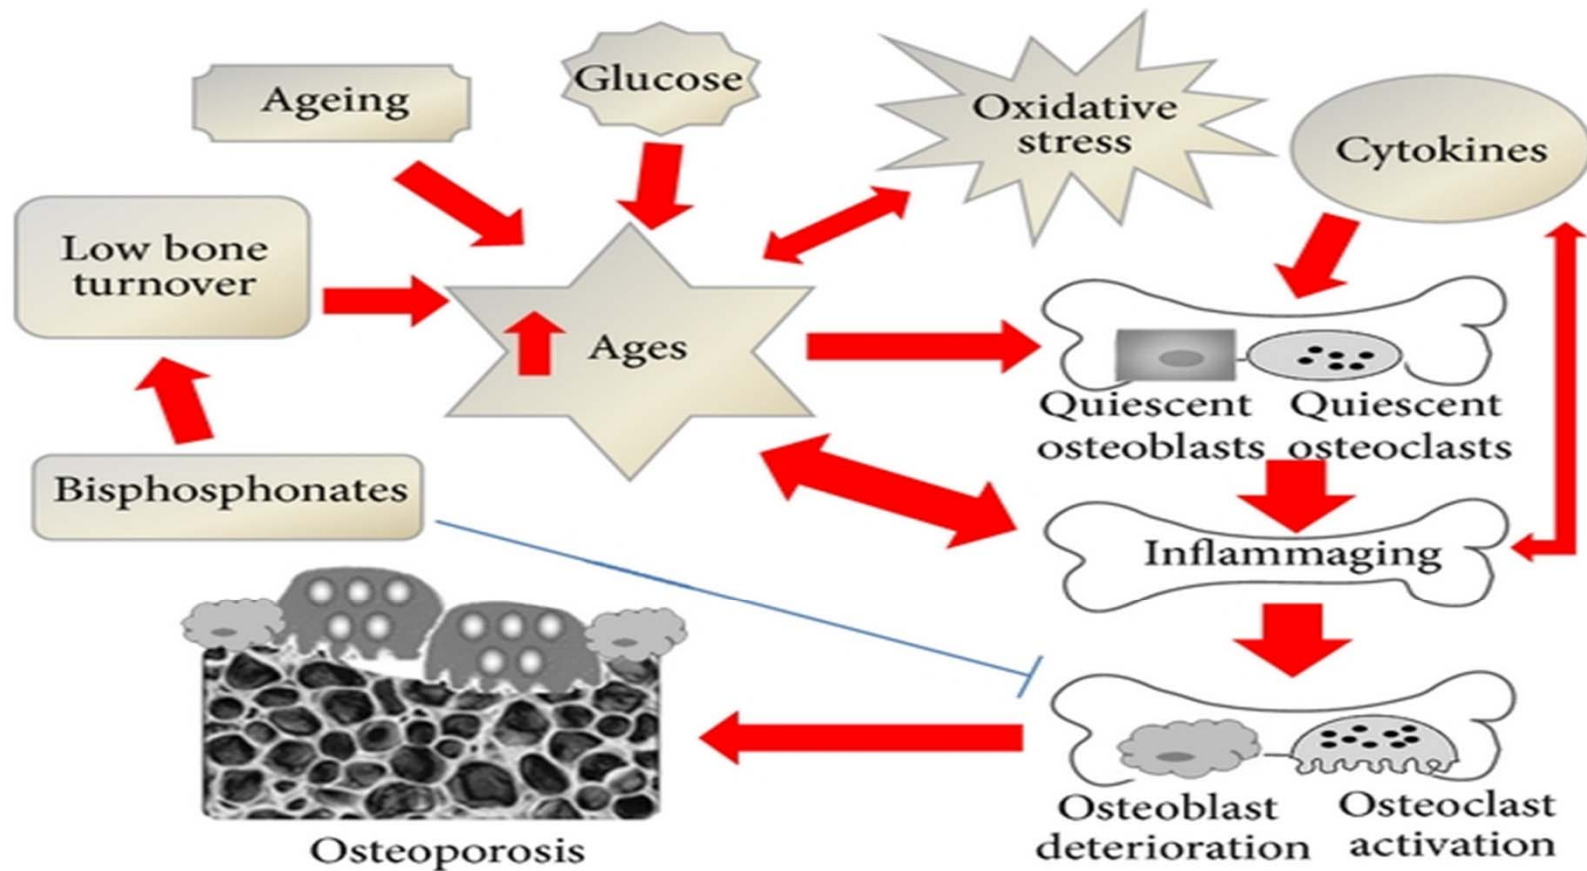 Ageing
Glucose
Oxidative
stress
Cytokines
Low bone
turnover
Ages
Quiescent
osteoblasts
Quiescent
osteoclasts
Bisphosphonates
Inflammaging
Osteoblast
deterioration
Osteoclast
activation
Osteoporosis